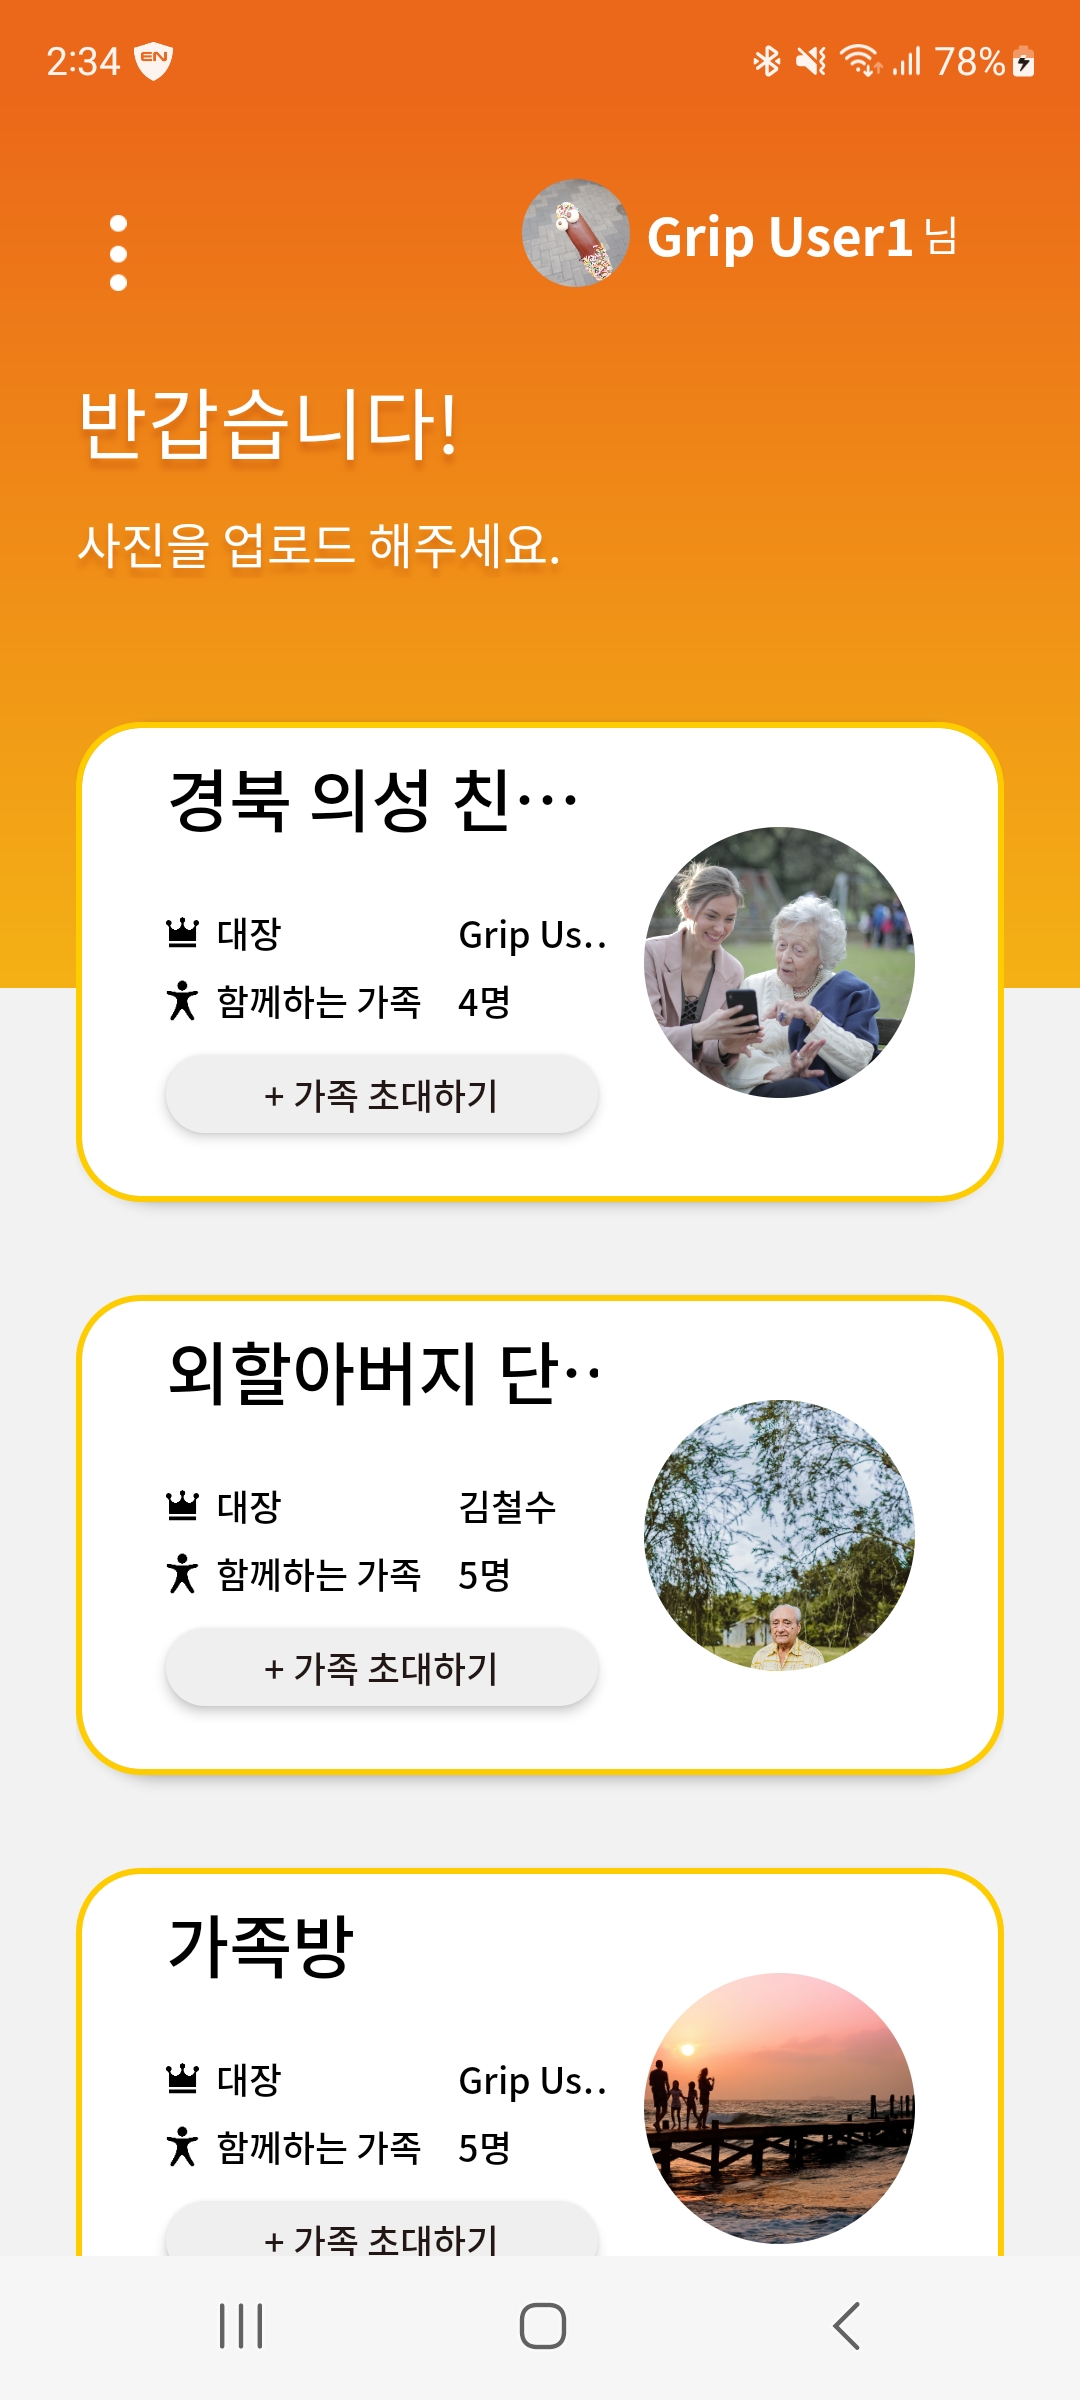 2:34 EN 78%
Grip User1 님
반갑습니다!
사진을 업로드 해주세요.
경북 의성 친···
대장 Grip Us..
함께하는 가족 4명
+ 가족 초대하기
외할아버지 단··
대장 김철수
함께하는 가족 5명
+ 가족 초대하기
가족방
대장 Grip Us..
함께하는 가족 5명
+ 가족 초대하기